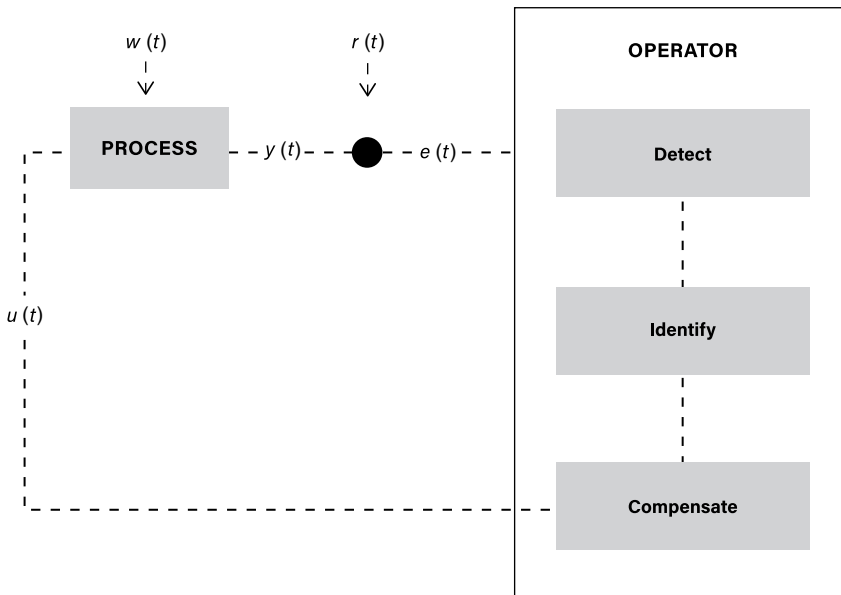 w (t)
r (t)
OPERATOR
PROCESS
y (t)
e (t)
Detect
u (t)
Identify
Compensate